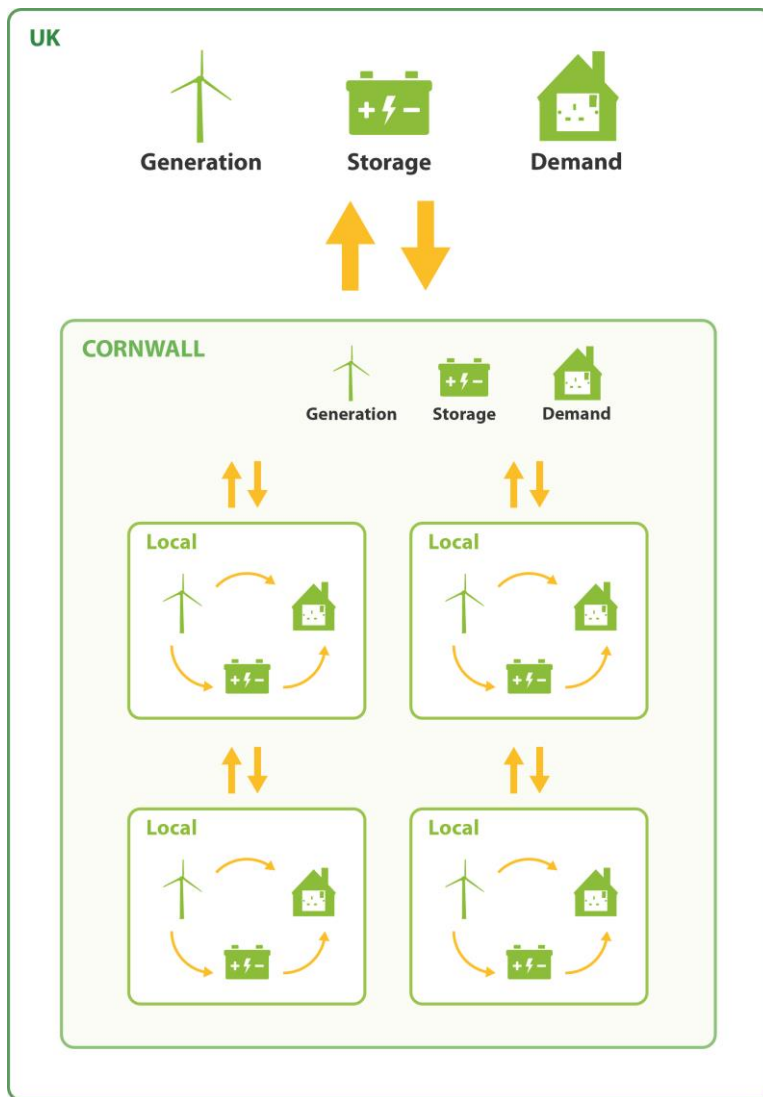 UK
Generation
Storage
Demand
CORNWALL
Generation
Storage
Demand
Local
Local
Local
Local